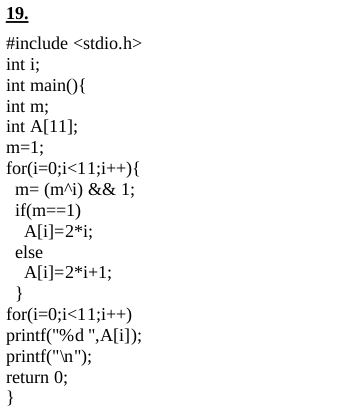 19.
#include <stdio.h>
int i;
int main(){
int m;
int A[11];
m=1;
for(i=0;i<11;i++){
  m= (m^i) && 1;
  if(m==1)
    A[i]=2*i;
  else
    A[i]=2*i+1;
  }
for(i=0;i<11;i++)
printf("%d ",A[i]);
printf("\n");
return 0;
}